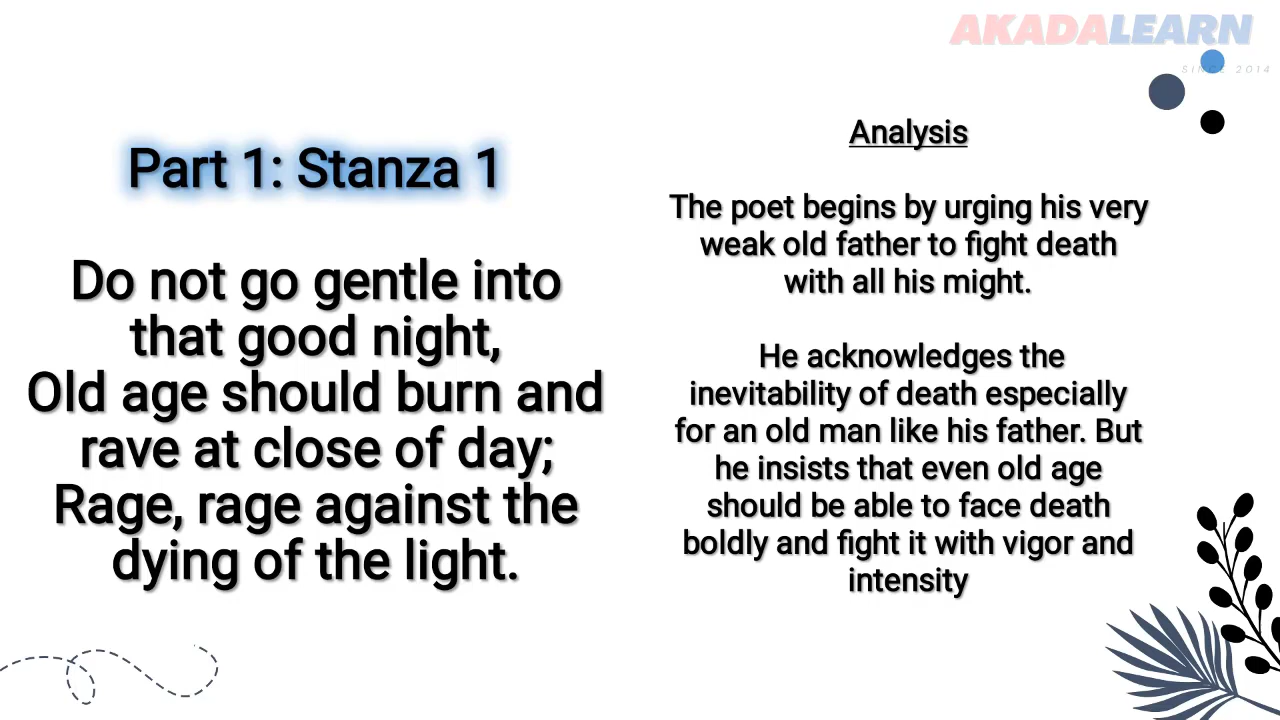 AKADALEARN
SINCE 2014
Part 1: Stanza 1
Do not go gentle into
that good night,
Old age should burn and
rave at close of day;
Rage, rage against the
dying of the light.
Analysis
The poet begins by urging his very
weak old father to fight death
with all his might.
He acknowledges the
inevitability of death especially
for an old man like his father. But
he insists that even old age
should be able to face death
boldly and fight it with vigor and
intensity